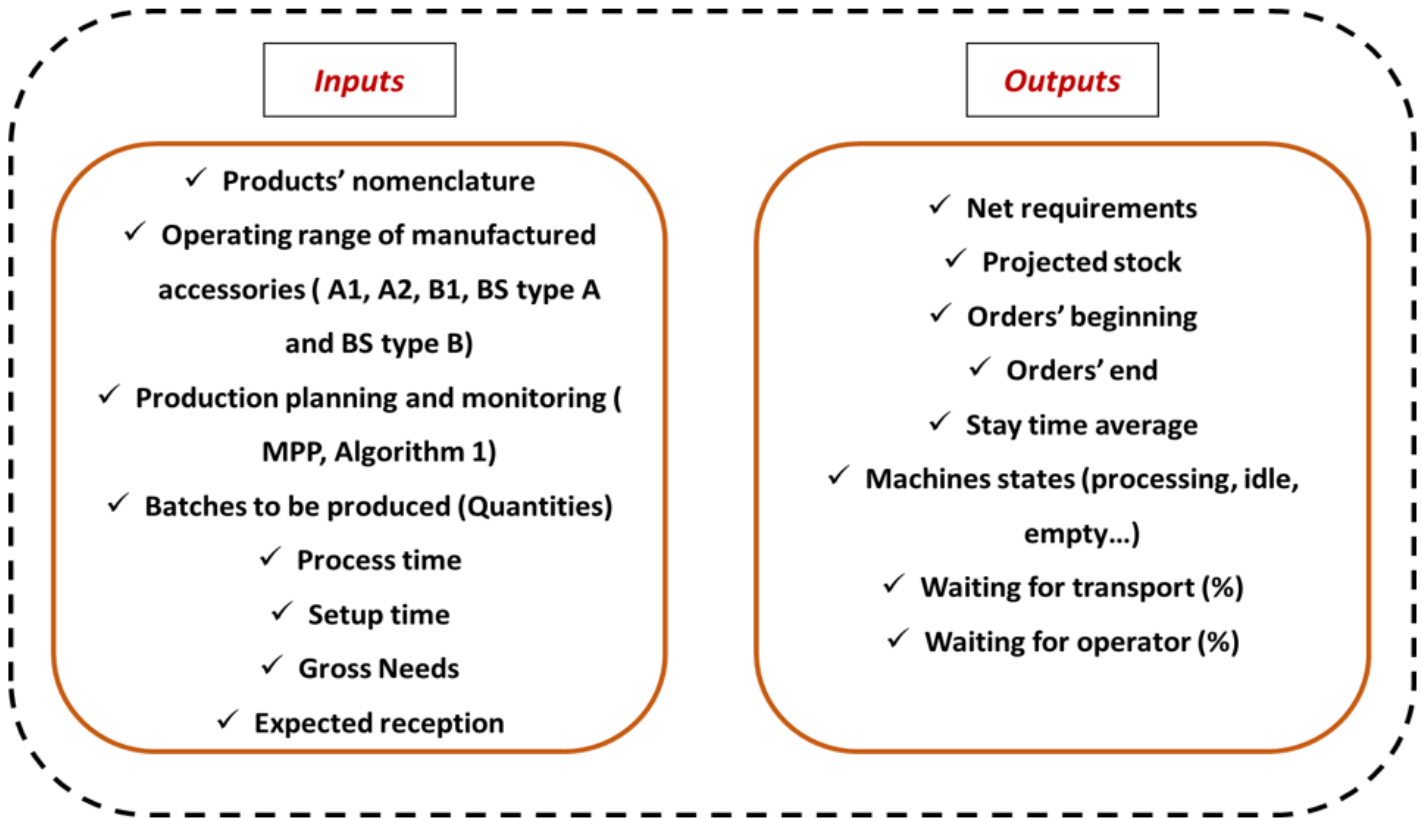 Inputs
✓ Products’ nomenclature
✓ Operating range of manufactured
accessories ( A1, A2, B1, BS type A
and BS type B)
✓ Production planning and monitoring (
MPP, Algorithm 1)
✓ Batches to be produced (Quantities)
✓ Process time
✓ Setup time
✓ Gross Needs
✓ Expected reception
Outputs
✓ Net requirements
✓ Projected stock
✓ Orders’ beginning
✓ Orders’ end
✓ Stay time average
✓ Machines states (processing, idle,
empty…)
✓ Waiting for transport (%)
✓ Waiting for operator (%)